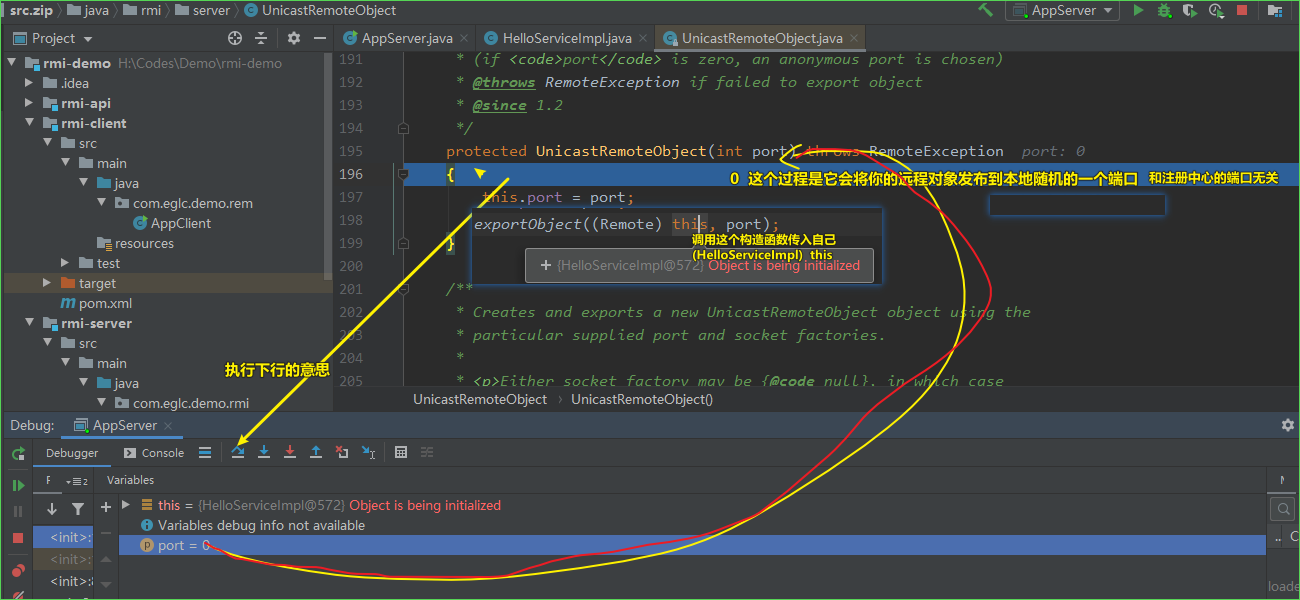 src.zip java rmi server UnicastRemoteObject AppServer
Project AppServer.java HelloServiceImpl.java UnicastRemoteObject.java
rmi-demo H:\Codes\Demo\rmi-demo
.idea
rmi-api
rmi-client
src
main
java
com.eglc.demo.rem
AppClient
resources
test
target
pom.xml
rmi-server
src
main
java
com.eglc.demo.rmi
191 * (if <code>port</code> is zero, an anonymous port is chosen)
192 * @throws RemoteException if failed to export object
193 * @since 1.2
194 */
195 protected UnicastRemoteObject(int port) throws RemoteException port: 0
196 {
0 这个过程是它会将你的远程对象发布到本地随机的一个端口 和注册中心的端口无关
197 this.port = port;
198 exportObject((Remote) this, port);
199 }
调用这个构造函数传入自己
(HelloServiceImpl) this
200
+ {HelloServiceImpl@572} Object is being initialized
201 /**
202 * Creates and exports a new UnicastRemoteObject object using the
203 * particular supplied port and socket factories.
204 *
205 * <p>Either socket factory may be {@code null}, in which case
执行下行的意思
UnicastRemoteObject › UnicastRemoteObject()
Debug: AppServer
Debugger Console
F 2 Variables
this = {HelloServiceImpl@572} Object is being initialized
Variables debug info not available
port = 0
<init>:
<init>:
<init>:
loade